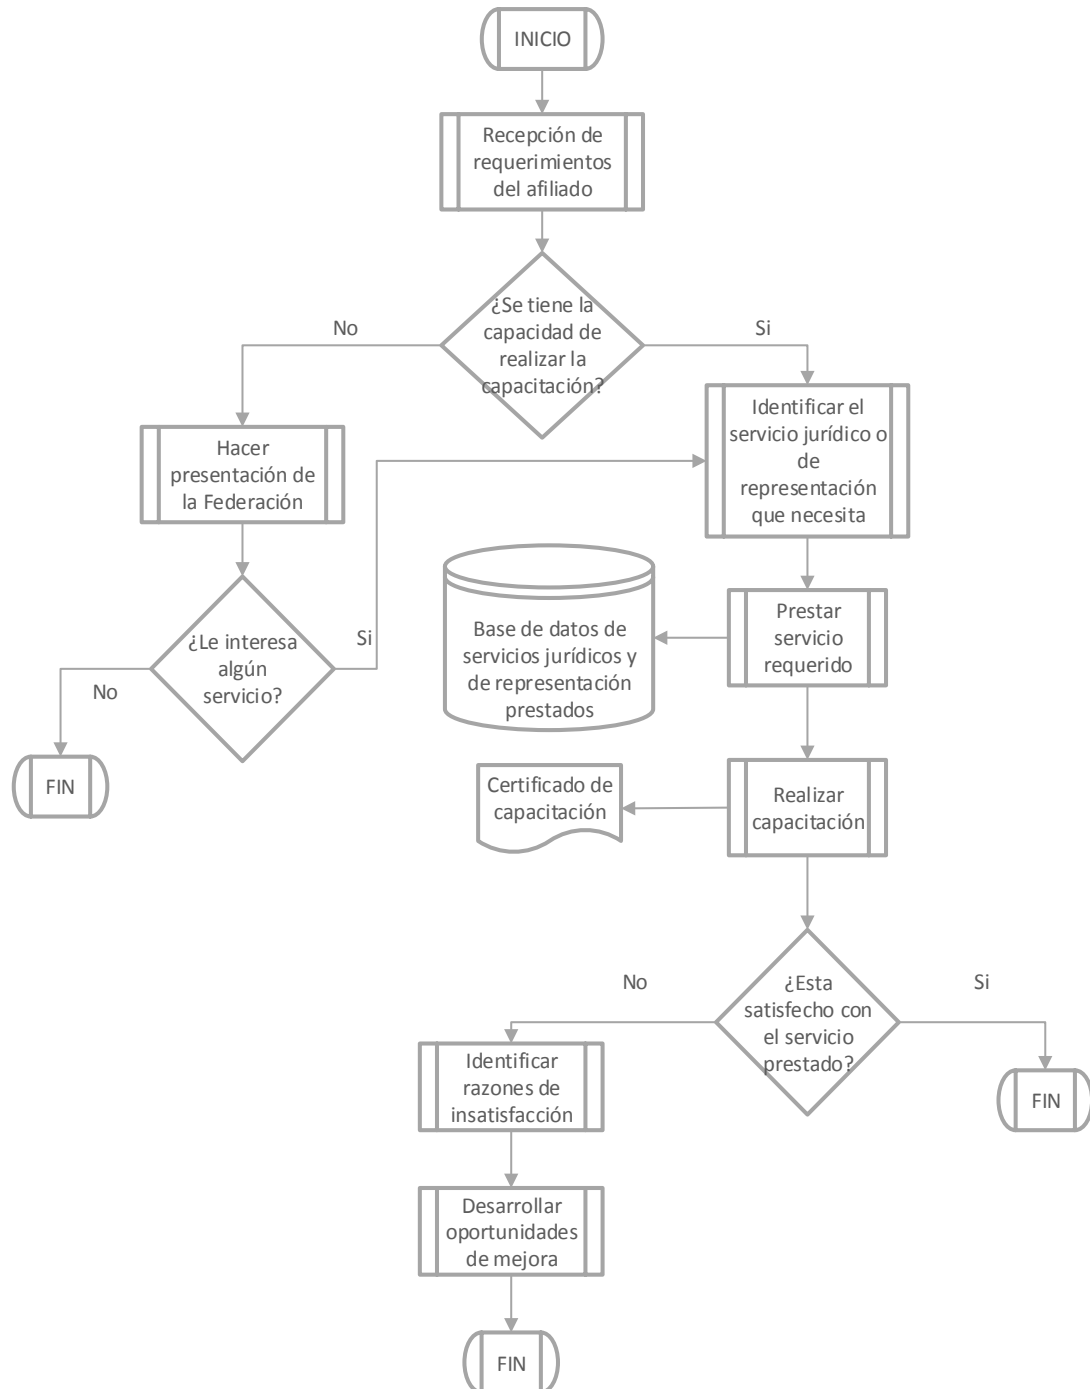 INICIO
Recepción de
requerimientos
del afiliado
¿Se tiene la
capacidad de
realizar la
capacitación?
No
Si
Hacer
presentación de
la Federación
Identificar el
servicio jurídico o
de
representación
que necesita
¿Le interesa
algún
servicio?
Si
No
FIN
Base de datos de
servicios jurídicos y
de representación
prestados
Prestar
servicio
requerido
Certificado de
capacitación
Realizar
capacitación
¿Esta
satisfecho con
el servicio
prestado?
No
Si
Identificar
razones de
insatisfacción
FIN
Desarrollar
oportunidades
de mejora
FIN